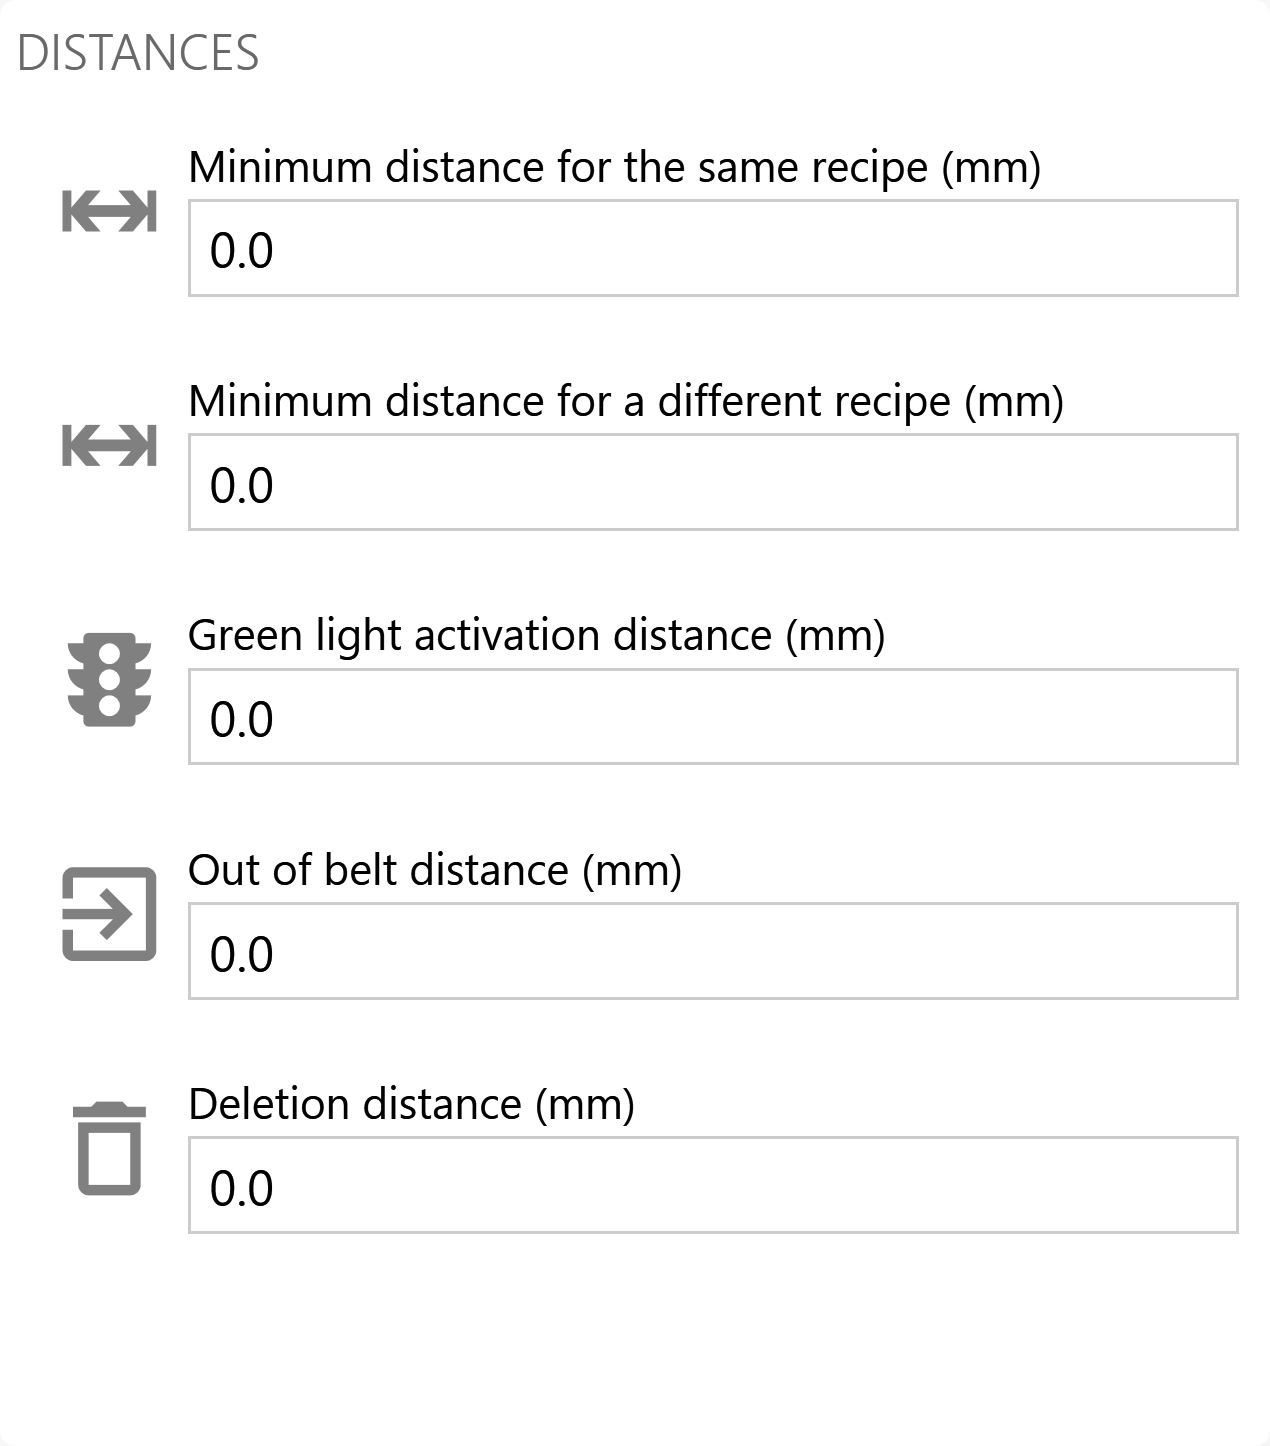 DISTANCES
Minimum distance for the same recipe (mm)
0.0
Minimum distance for a different recipe (mm)
0.0
Green light activation distance (mm)
0.0
Out of belt distance (mm)
0.0
Deletion distance (mm)
0.0